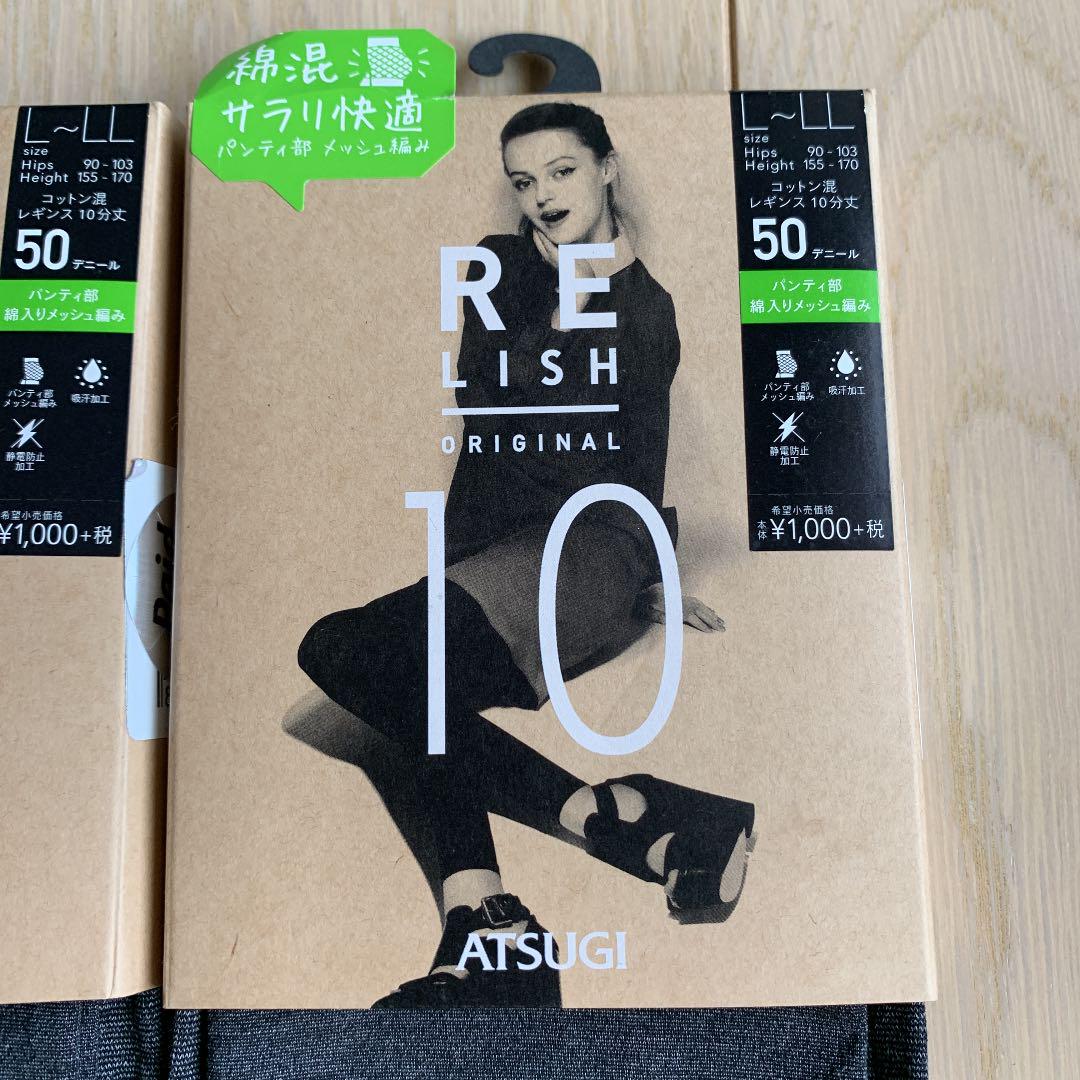 L～LL
size
Hips 90 - 103
Height 155 - 170
コットン混
レギンス 10分丈
50 デニール
パンティ部
綿入りメッシュ編み
パンティ部
メッシュ編み
吸汗加工
静電防止
加工
希望小売価格
¥1,000+税
Paid
綿混
サラリ快適
パンティ部 メッシュ編み
RE
LISH
ORIGINAL
10
ATSUGI
L～LL
size
Hips 90 - 103
Height 155 - 170
コットン混
レギンス 10分丈
50 デニール
パンティ部
綿入りメッシュ編み
パンティ部
メッシュ編み
吸汗加工
静電防止
加工
希望小売価格
本体 ¥1,000+税